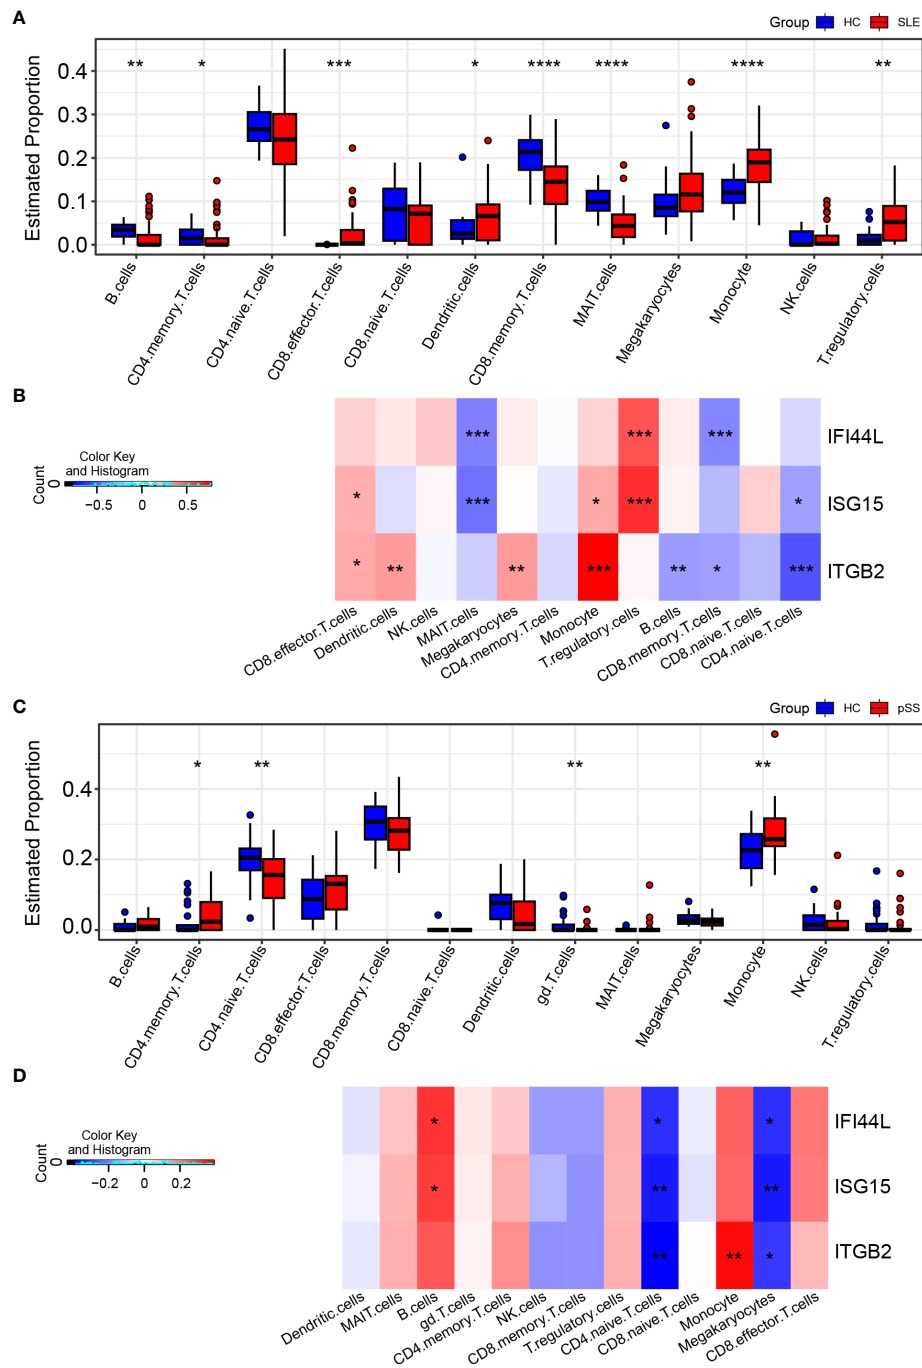 A
Group HC SLE
** * *** * **** **** **** **
Estimated Proportion
0.4
0.3
0.2
0.1
0.0
B.cells
CD4.memory.T.cells
CD4.naive.T.cells
CD8.effector.T.cells
CD8.naive.T.cells
Dendritic.cells
CD8.memory.T.cells
MAIT.cells
Megakaryocytes
Monocyte
NK.cells
T.regulatory.cells
B
Color Key
and Histogram
Count
0
−0.5 0 0.5
*** *** *** IFI44L
* *** * *** * ISG15
* ** ** *** ** * *** ITGB2
CD8.effector.T.cells
Dendritic.cells
NK.cells
MAIT.cells
Megakaryocytes
CD4.memory.T.cells
Monocyte
T.regulatory.cells
B.cells
CD8.memory.T.cells
CD8.naive.T.cells
CD4.naive.T.cells
C
Group HC pSS
* ** ** **
Estimated Proportion
0.4
0.2
0.0
B.cells
CD4.memory.T.cells
CD4.naive.T.cells
CD8.effector.T.cells
CD8.memory.T.cells
CD8.naive.T.cells
Dendritic.cells
gd.T.cells
MAIT.cells
Megakaryocytes
Monocyte
NK.cells
T.regulatory.cells
D
Color Key
and Histogram
Count
0
−0.2 0 0.2
* * * IFI44L
* ** ** ISG15
** ** * ITGB2
Dendritic.cells
MAIT.cells
B.cells
gd.T.cells
CD4.memory.T.cells
NK.cells
CD8.memory.T.cells
T.regulatory.cells
CD4.naive.T.cells
CD8.naive.T.cells
Monocyte
Megakaryocytes
CD8.effector.T.cells